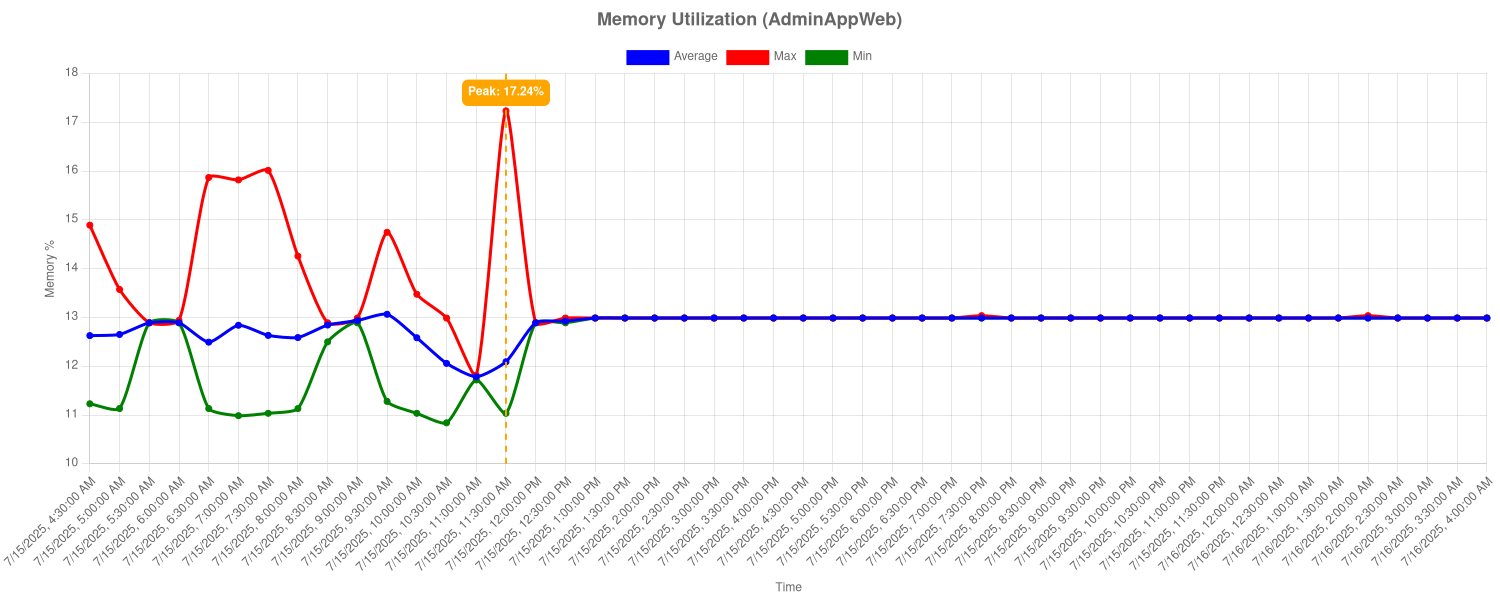 Memory Utilization (AdminAppWeb)
Average Max Min
Peak: 17.24%
18
17
16
15
14
13
12
11
10
Memory %
7/15/2025, 4:30:00 AM
7/15/2025, 5:00:00 AM
7/15/2025, 5:30:00 AM
7/15/2025, 6:00:00 AM
7/15/2025, 6:30:00 AM
7/15/2025, 7:00:00 AM
7/15/2025, 7:30:00 AM
7/15/2025, 8:00:00 AM
7/15/2025, 8:30:00 AM
7/15/2025, 9:00:00 AM
7/15/2025, 9:30:00 AM
7/15/2025, 10:00:00 AM
7/15/2025, 10:30:00 AM
7/15/2025, 11:00:00 AM
7/15/2025, 11:30:00 AM
7/15/2025, 12:00:00 PM
7/15/2025, 12:30:00 PM
7/15/2025, 1:00:00 PM
7/15/2025, 1:30:00 PM
7/15/2025, 2:00:00 PM
7/15/2025, 2:30:00 PM
7/15/2025, 3:00:00 PM
7/15/2025, 3:30:00 PM
7/15/2025, 4:00:00 PM
7/15/2025, 4:30:00 PM
7/15/2025, 5:00:00 PM
7/15/2025, 5:30:00 PM
7/15/2025, 6:00:00 PM
7/15/2025, 6:30:00 PM
7/15/2025, 7:00:00 PM
7/15/2025, 7:30:00 PM
7/15/2025, 8:00:00 PM
7/15/2025, 8:30:00 PM
7/15/2025, 9:00:00 PM
7/15/2025, 9:30:00 PM
7/15/2025, 10:00:00 PM
7/15/2025, 10:30:00 PM
7/15/2025, 11:00:00 PM
7/15/2025, 11:30:00 PM
7/16/2025, 12:00:00 AM
7/16/2025, 12:30:00 AM
7/16/2025, 1:00:00 AM
7/16/2025, 1:30:00 AM
7/16/2025, 2:00:00 AM
7/16/2025, 2:30:00 AM
7/16/2025, 3:00:00 AM
7/16/2025, 3:30:00 AM
7/16/2025, 4:00:00 AM
Time